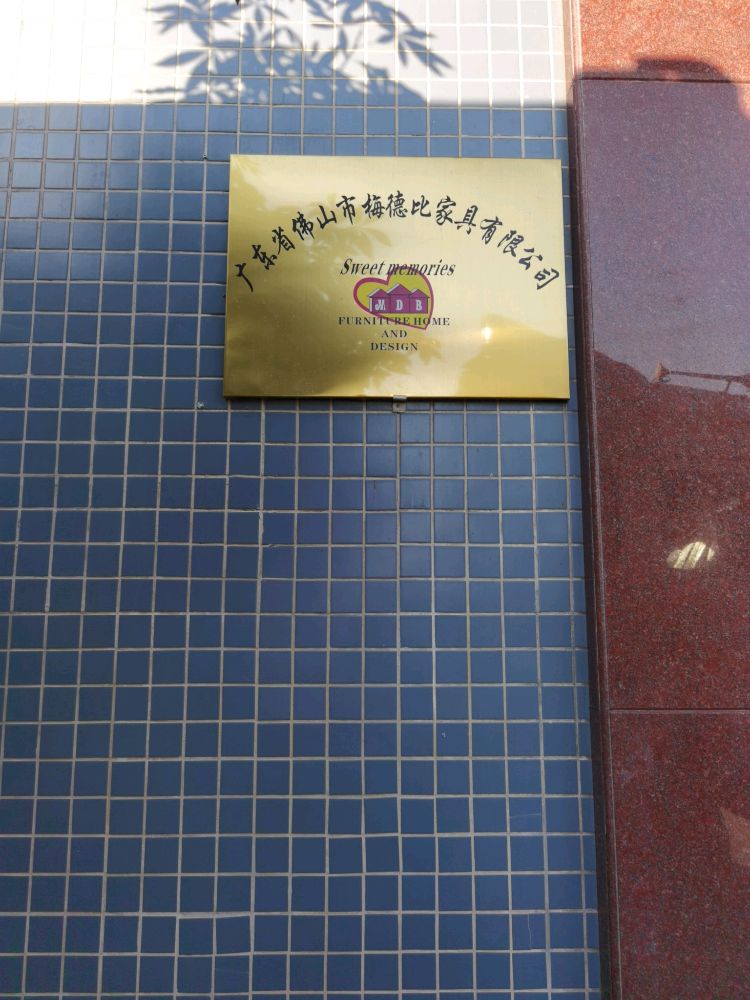 广东省佛山市梅德比家具有限公司
Sweet memories
M D B
FURNITURE HOME
AND
DESIGN